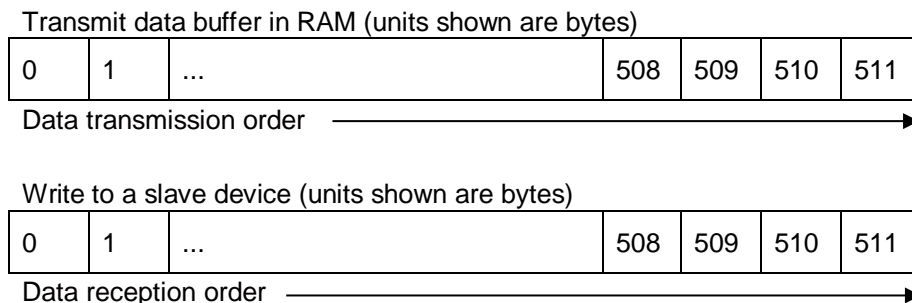 Transmit data buffer in RAM (units shown are bytes)
0 1 ... 508 509 510 511
Data transmission order
Write to a slave device (units shown are bytes)
0 1 ... 508 509 510 511
Data reception order